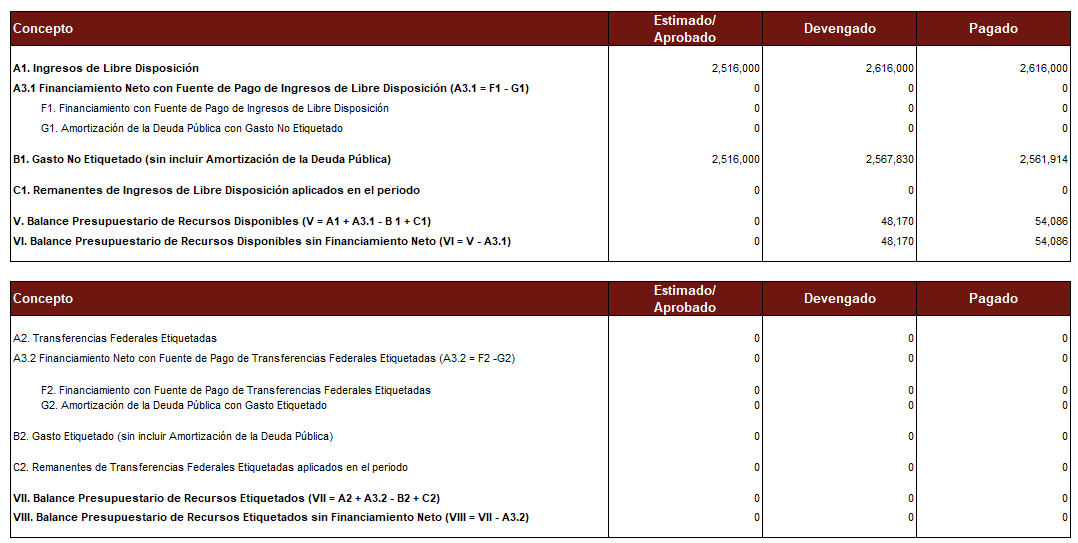 Concepto Estimado/ Aprobado Devengado Pagado
A1. Ingresos de Libre Disposición 2,516,000 2,616,000 2,616,000
A3.1 Financiamiento Neto con Fuente de Pago de Ingresos de Libre Disposición (A3.1 = F1 - G1) 0 0 0
F1. Financiamiento con Fuente de Pago de Ingresos de Libre Disposición 0 0 0
G1. Amortización de la Deuda Pública con Gasto No Etiquetado 0 0 0
B1. Gasto No Etiquetado (sin incluir Amortización de la Deuda Pública) 2,516,000 2,567,830 2,561,914
C1. Remanentes de Ingresos de Libre Disposición aplicados en el periodo 0 0 0
V. Balance Presupuestario de Recursos Disponibles (V = A1 + A3.1 - B 1 + C1) 0 48,170 54,086
VI. Balance Presupuestario de Recursos Disponibles sin Financiamiento Neto (VI = V - A3.1) 0 48,170 54,086
Concepto Estimado/ Aprobado Devengado Pagado
A2. Transferencias Federales Etiquetadas 0 0 0
A3.2 Financiamiento Neto con Fuente de Pago de Transferencias Federales Etiquetadas (A3.2 = F2 -G2) 0 0 0
F2. Financiamiento con Fuente de Pago de Transferencias Federales Etiquetadas 0 0 0
G2. Amortización de la Deuda Pública con Gasto Etiquetado 0 0 0
B2. Gasto Etiquetado (sin incluir Amortización de la Deuda Pública) 0 0 0
C2. Remanentes de Transferencias Federales Etiquetadas aplicados en el periodo 0 0 0
VII. Balance Presupuestario de Recursos Etiquetados (VII = A2 + A3.2 - B2 + C2) 0 0 0
VIII. Balance Presupuestario de Recursos Etiquetados sin Financiamiento Neto (VIII = VII - A3.2) 0 0 0